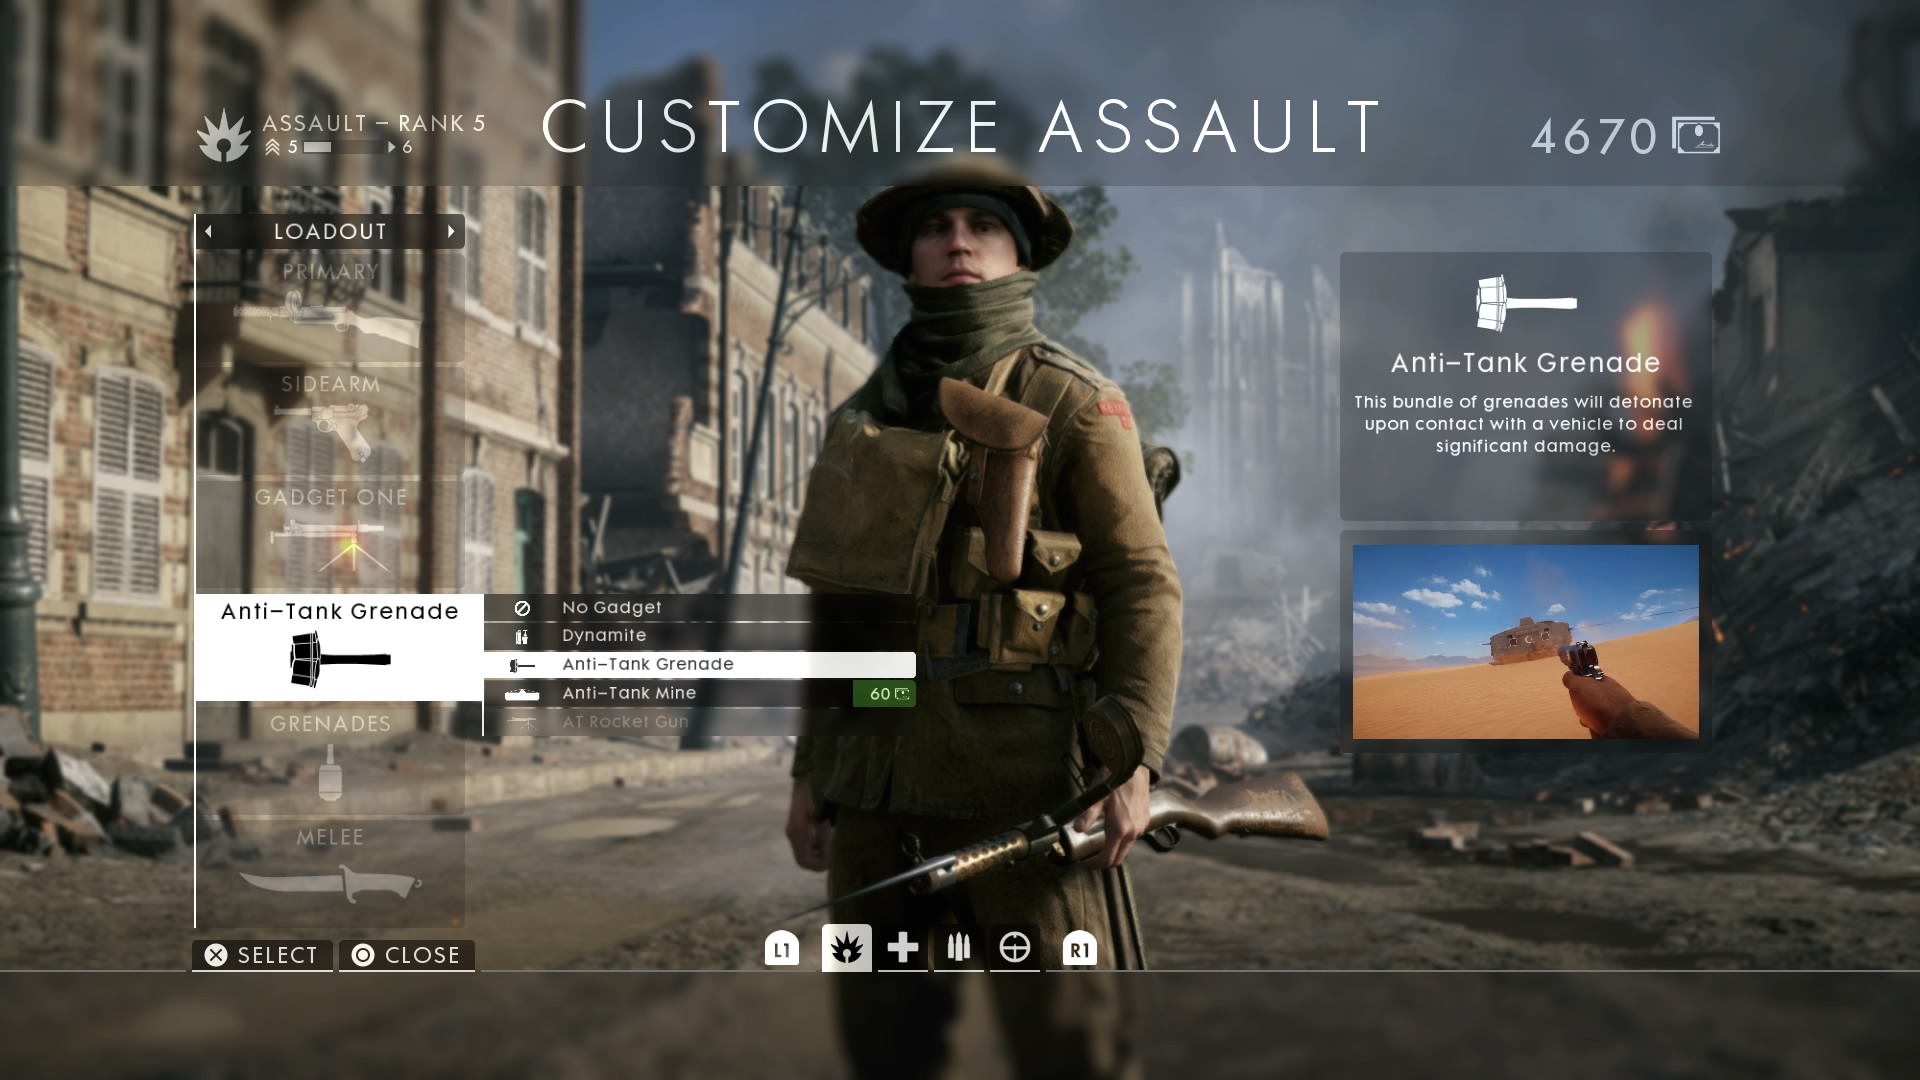 ASSAULT – RANK 5
5 6
CUSTOMIZE ASSAULT
4670
LOADOUT
PRIMARY
SIDEARM
GADGET ONE
Anti-Tank Grenade
No Gadget
Dynamite
Anti-Tank Grenade
Anti-Tank Mine 60
AT Rocket Gun
GRENADES
MELEE
Anti-Tank Grenade
This bundle of grenades will detonate
upon contact with a vehicle to deal
significant damage.
SELECT CLOSE
L1 R1